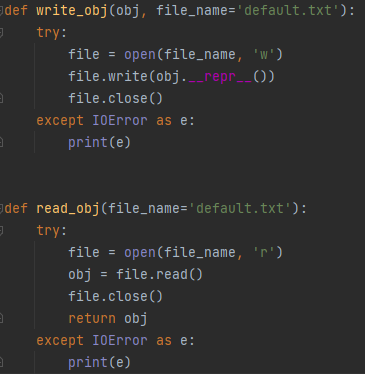 def write_obj(obj, file_name='default.txt'):
    try:
        file = open(file_name, 'w')
        file.write(obj.__repr__())
        file.close()
    except IOError as e:
        print(e)
def read_obj(file_name='default.txt'):
    try:
        file = open(file_name, 'r')
        obj = file.read()
        file.close()
        return obj
    except IOError as e:
        print(e)